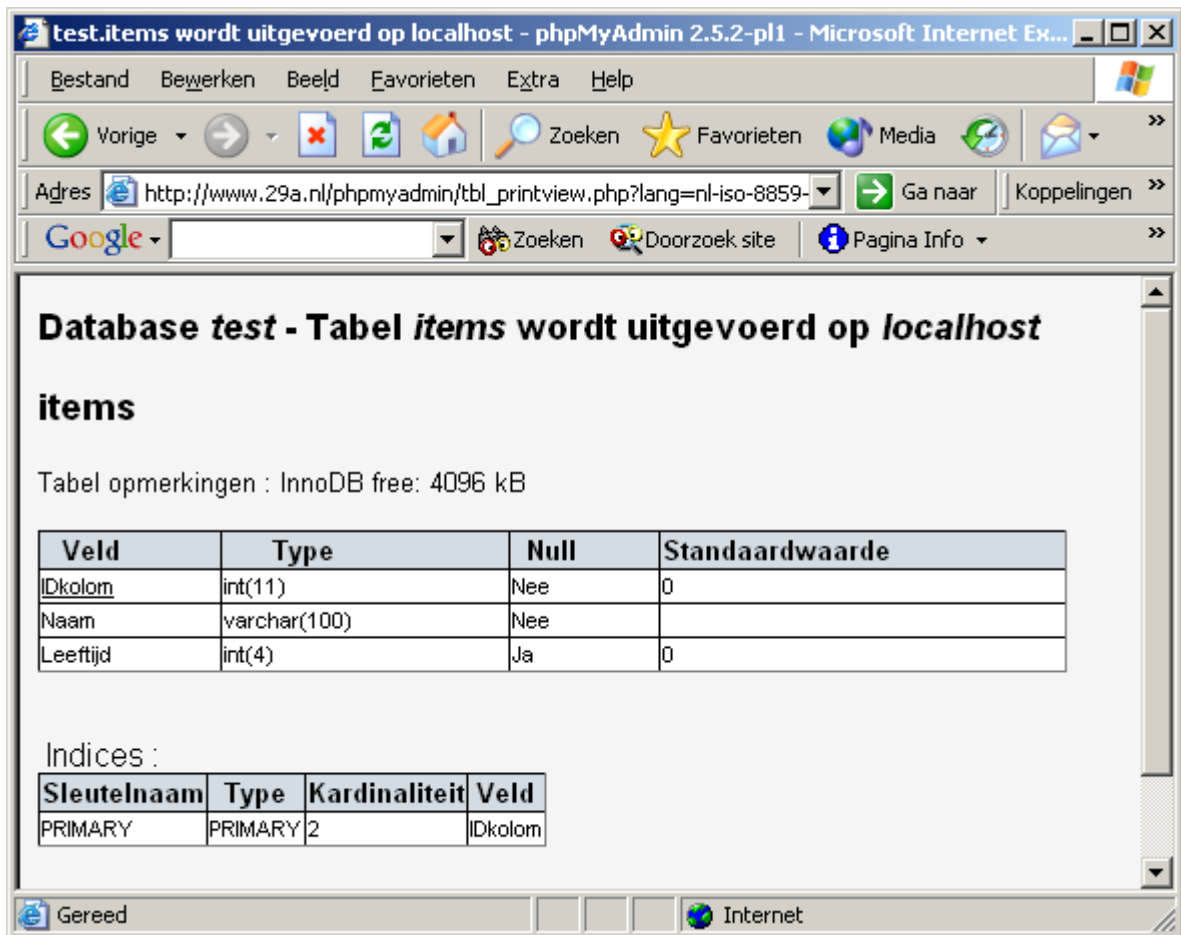 test.items wordt uitgevoerd op localhost - phpMyAdmin 2.5.2-pl1 - Microsoft Internet Ex...
Bestand Bewerken Beeld Favorieten Extra Help
Vorige Zoeken Favorieten Media »
Adres http://www.29a.nl/phpmyadmin/tbl_printview.php?lang=nl-iso-8859- Ga naar Koppelingen »
Google Zoeken Doorzoek site Pagina Info »
Database test - Tabel items wordt uitgevoerd op localhost
items
Tabel opmerkingen : InnoDB free: 4096 kB
Veld Type Null Standaardwaarde
IDkolom int(11) Nee 0
Naam varchar(100) Nee
Leeftijd int(4) Ja 0
Indices :
Sleutelnaam Type Kardinaliteit Veld
PRIMARY PRIMARY 2 IDkolom
Gereed Internet